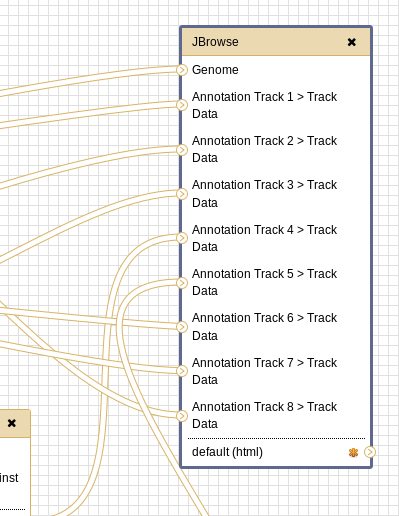 JBrowse
Genome
Annotation Track 1 > Track
Data
Annotation Track 2 > Track
Data
Annotation Track 3 > Track
Data
Annotation Track 4 > Track
Data
Annotation Track 5 > Track
Data
Annotation Track 6 > Track
Data
Annotation Track 7 > Track
Data
Annotation Track 8 > Track
Data
default (html)
inst